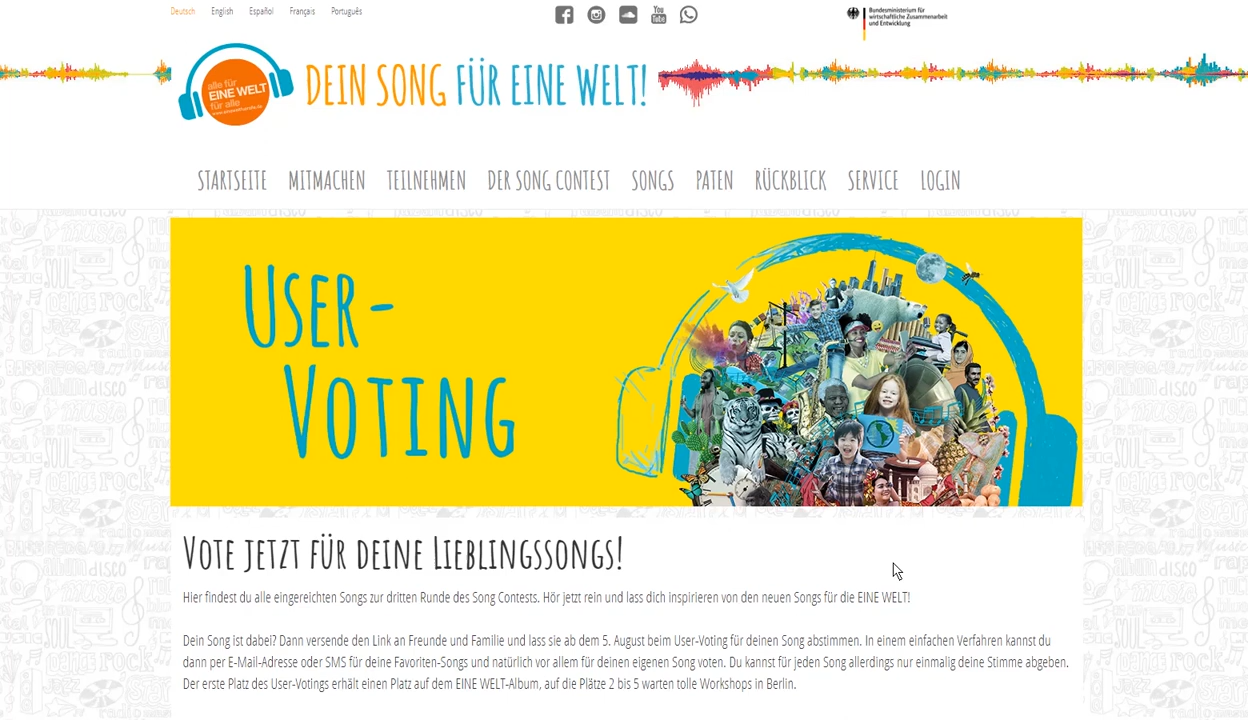 Deutsch English Español Français Português
You
Tube
Bundesministerium für
wirtschaftliche Zusammenarbeit
und Entwicklung
alle für
EINE WELT
für alle
DEIN SONG FÜR EINE WELT!
STARTSEITE MITMACHEN TEILNEHMEN DER SONG CONTEST SONGS PATEN RÜCKBLICK SERVICE LOGIN
USER-
VOTING
VOTE JETZT FÜR DEINE LIEBLINGSSONGS!
Hier findest du alle eingereichten Songs zur dritten Runde des Song Contests. Hör jetzt rein und lass dich inspirieren von den neuen Songs für die EINE WELT!
Dein Song ist dabei? Dann versende den Link an Freunde und Familie und lass sie ab dem 5. August beim User-Voting für deinen Song abstimmen. In einem einfachen Verfahren kannst du
dann per E-Mail-Adresse oder SMS für deine Favoriten-Songs und natürlich vor allem für deinen eigenen Song voten. Du kannst für jeden Song allerdings nur einmalig deine Stimme abgeben.
Der erste Platz des User-Votings erhält einen Platz auf dem EINE WELT-Album, auf die Plätze 2 bis 5 warten tolle Workshops in Berlin.